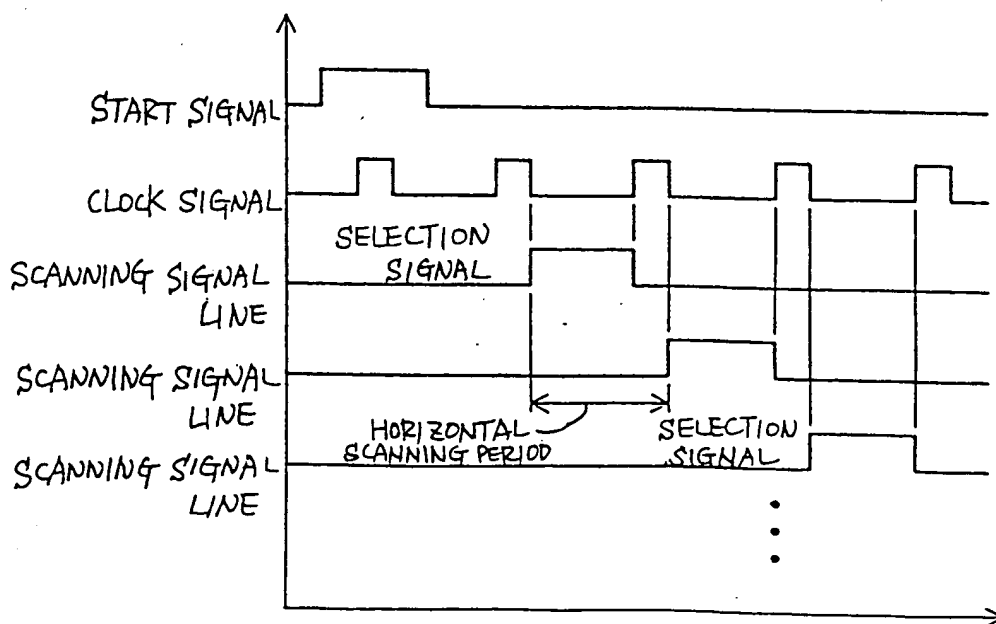 START SIGNAL
CLOCK SIGNAL
SELECTION
SIGNAL
SCANNING SIGNAL
LINE
SCANNING SIGNAL
LINE
HORIZONTAL
SCANNING PERIOD
SELECTION
SIGNAL
SCANNING SIGNAL
LINE